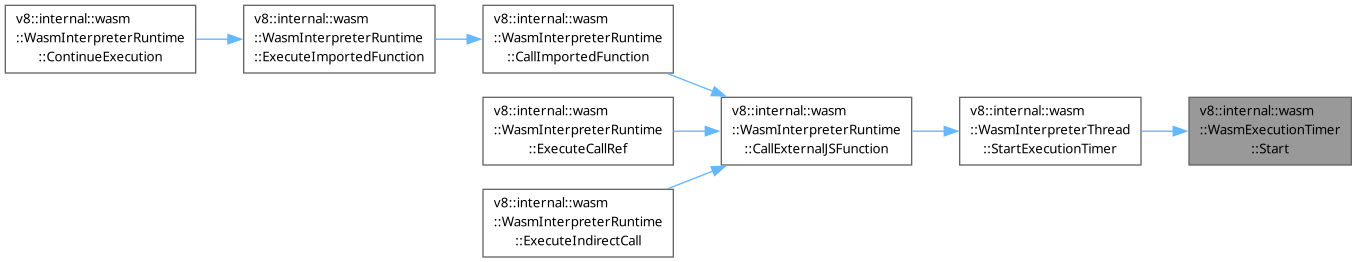 v8::internal::wasm
::WasmInterpreterRuntime
::ContinueExecution
v8::internal::wasm
::WasmInterpreterRuntime
::ExecuteImportedFunction
v8::internal::wasm
::WasmInterpreterRuntime
::CallImportedFunction
v8::internal::wasm
::WasmInterpreterRuntime
::ExecuteCallRef
v8::internal::wasm
::WasmInterpreterRuntime
::ExecuteIndirectCall
v8::internal::wasm
::WasmInterpreterRuntime
::CallExternalJSFunction
v8::internal::wasm
::WasmInterpreterThread
::StartExecutionTimer
v8::internal::wasm
::WasmExecutionTimer
::Start